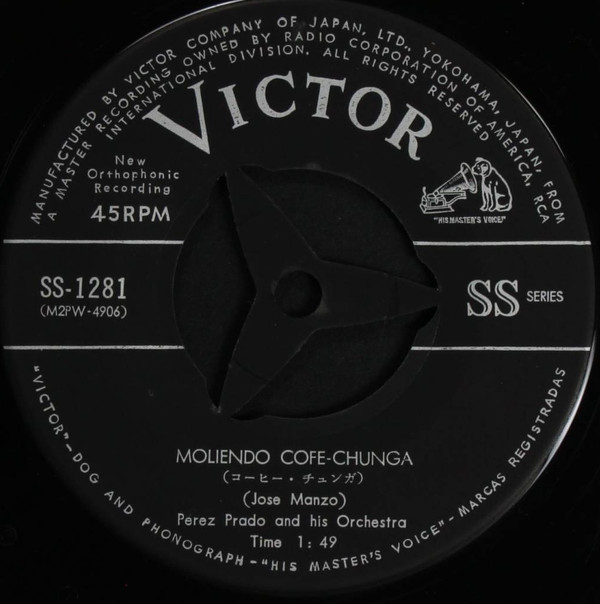 MANUFACTURED BY VICTOR COMPANY OF JAPAN, LTD., YOKOHAMA, JAPAN, FROM
A MASTER RECORDING OWNED BY RADIO CORPORATION OF AMERICA, RCA
INTERNATIONAL DIVISION. ALL RIGHTS RESERVED
VICTOR
New
Orthophonic
Recording
45RPM
"HIS MASTER'S VOICE"
SS-1281
(M2PW-4906)
SS SERIES
MOLIENDO COFE-CHUNGA
(コーヒー・チュンガ)
(Jose Manzo)
Perez Prado and his Orchestra
Time 1:49
"VICTOR"-DOG AND PHONOGRAPH-"HIS MASTER'S VOICE"-MARCAS REGISTRADAS